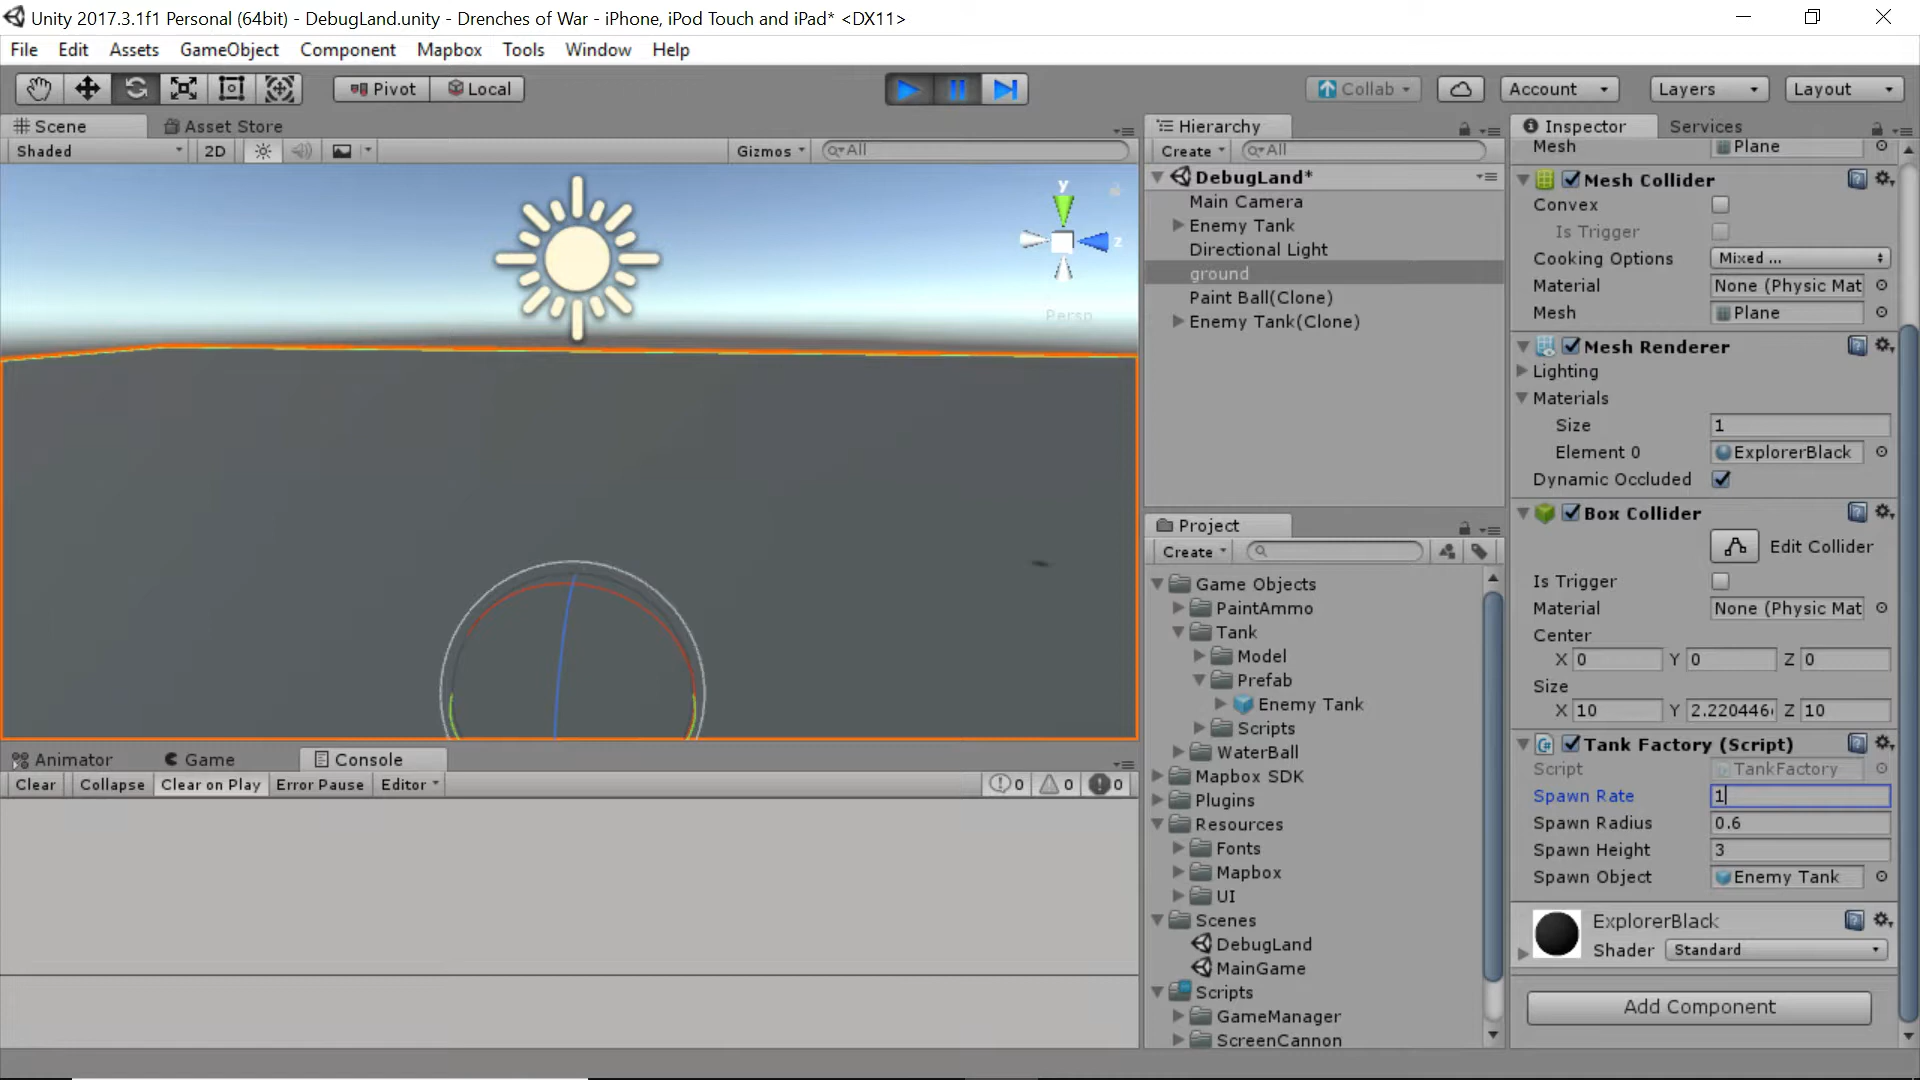 Unity 2017.3.1f1 Personal (64bit) - DebugLand.unity - Drenches of War - iPhone, iPod Touch and iPad* <DX11>
File Edit Assets GameObject Component Mapbox Tools Window Help
Pivot Local Collab Account Layers Layout
Scene Asset Store
Shaded 2D Gizmos All
y
z
Persp
Animator Game Console
Clear Collapse Clear on Play Error Pause Editor 0 0 0
Hierarchy
Create All
DebugLand*
Main Camera
Enemy Tank
Directional Light
ground
Paint Ball(Clone)
Enemy Tank(Clone)
Project
Create
Game Objects
PaintAmmo
Tank
Model
Prefab
Enemy Tank
Scripts
WaterBall
Mapbox SDK
Plugins
Resources
Fonts
Mapbox
UI
Scenes
DebugLand
MainGame
Scripts
GameManager
ScreenCannon
Inspector Services
Mesh Plane
Mesh Collider
Convex
Is Trigger
Cooking Options Mixed ...
Material None (Physic Mat
Mesh Plane
Mesh Renderer
Lighting
Materials
Size 1
Element 0 ExplorerBlack
Dynamic Occluded
Box Collider
Edit Collider
Is Trigger
Material None (Physic Mat
Center
X 0 Y 0 Z 0
Size
X 10 Y 2.220446 Z 10
Tank Factory (Script)
Script TankFactory
Spawn Rate 1
Spawn Radius 0.6
Spawn Height 3
Spawn Object Enemy Tank
ExplorerBlack
Shader Standard
Add Component